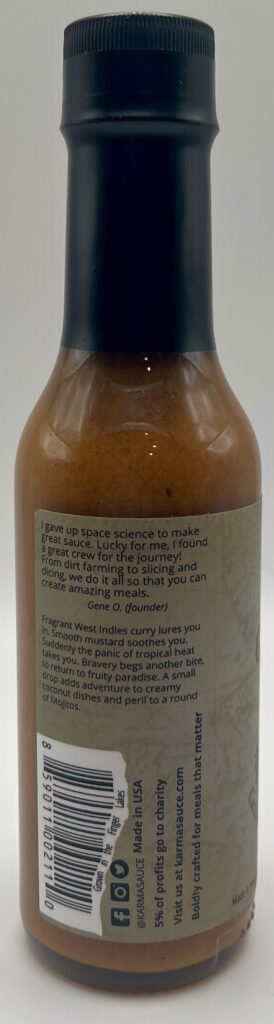 I gave up space science to make
great sauce. Lucky for me, I found
a great crew for the journey!
From dirt farming to slicing and
dicing, we do it all so that you can
create amazing meals.
Gene O. (founder)
Fragrant West Indies curry lures you
in. Smooth mustard soothes you.
Suddenly the panic of tropical heat
takes you. Bravery begs another bite,
to return to fruity paradise. A small
drop adds adventure to creamy
coconut dishes and peril to a round
of Mojitos.
8 59011 00211 0
Grown in the Finger Lakes
@KARMASAUCE Made in USA
5% of profits go to charity
Visit us at karmasauce.com
Boldly crafted for meals that matter
Made